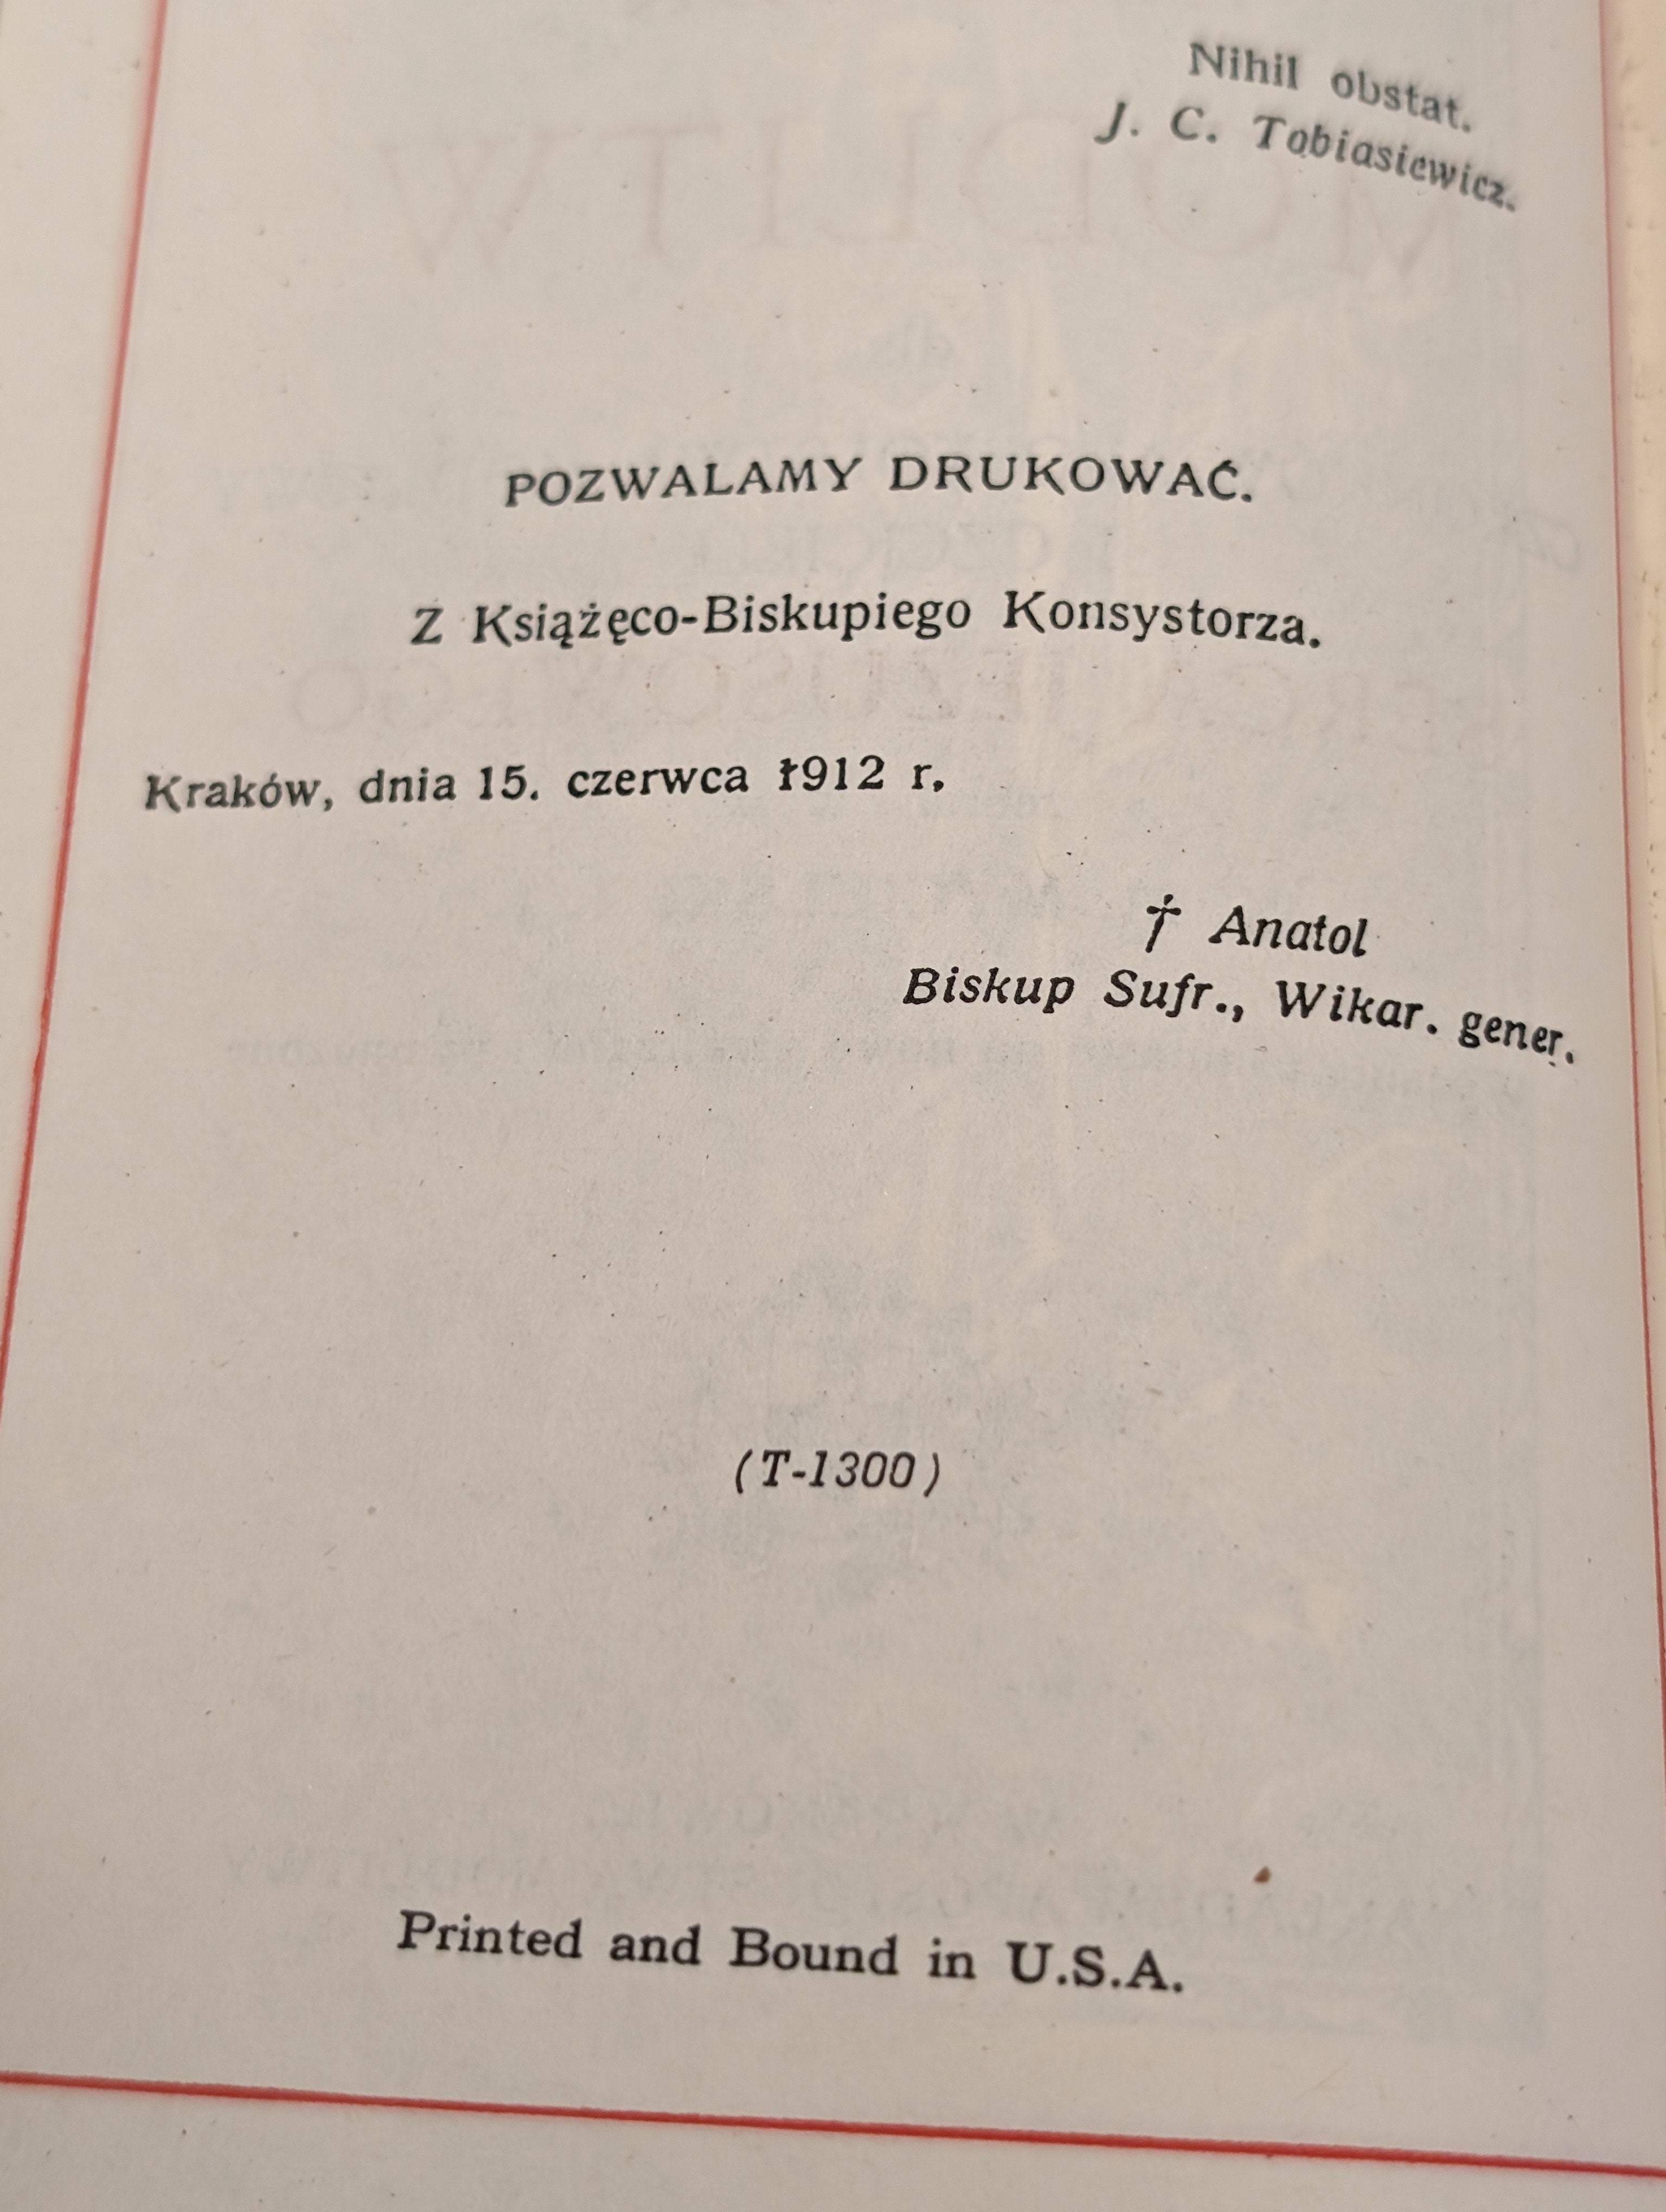 Nihil obstat.
J. C. Tobiasiewicz.
POZWALAMY DRUKOWAĆ.
Z Książęco-Biskupiego Konsystorza.
Kraków, dnia 15. czerwca 1912 r.
† Anatol
Biskup Sufr., Wikar. gener.
(T-1300)
Printed and Bound in U.S.A.